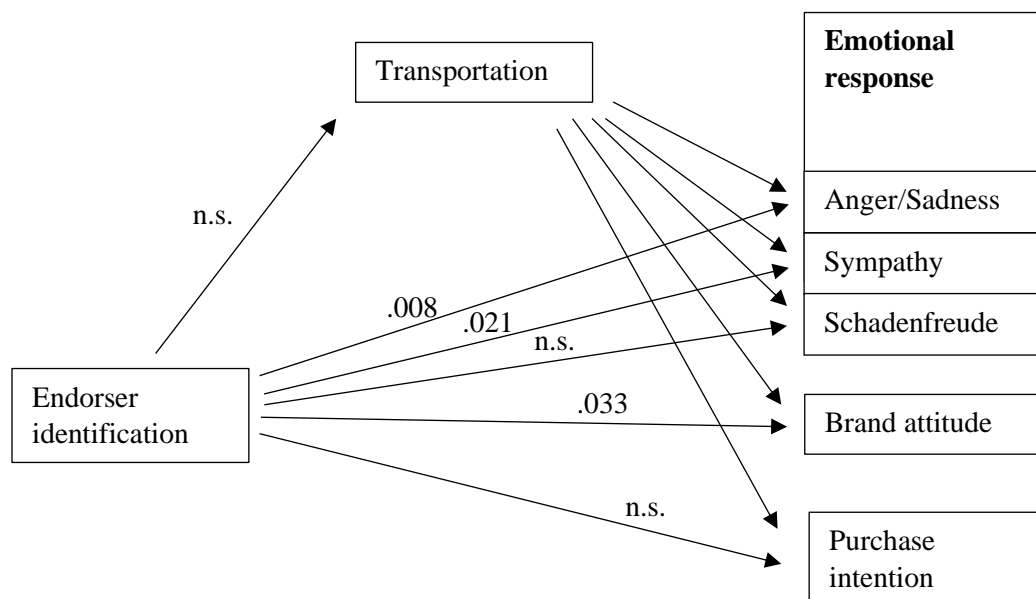 Transportation
Emotional
response
n.s.
Anger/Sadness
Sympathy
Schadenfreude
.008
.021
n.s.
Endorser
identification
.033
Brand attitude
n.s.
Purchase
intention